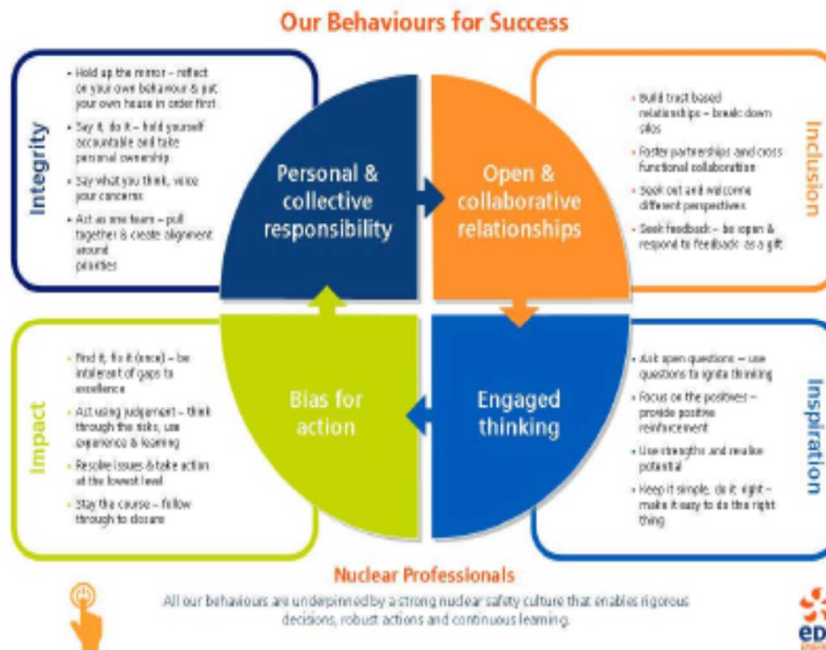 Our Behaviours for Success
Integrity
• Hold up the mirror – reflect
on your own behaviour & put
your own house in order first
• Say it, do it – hold yourself
accountable and take
personal ownership
• Say what you think, voice
your concerns
• Act as one team – pull
together & create alignment
around
priorities
Personal &
collective
responsibility
Open &
collaborative
relationships
• Build trust based
relationships – break down
silos
• Foster partnerships and cross
functional collaboration
• Seek out and welcome
different perspectives
• Seek feedback – be open &
respond to feedback as a gift
Inclusion
Impact
• Find it, fix it (once) – be
intolerant of gaps to
excellence
• Act using judgement – think
through the risks, use
experience & learning
• Resolve issues & take action
at the lowest level
• Stay the course – follow
through to closure
Bias for
action
Engaged
thinking
• Ask open questions – use
questions to ignite thinking
• Focus on the positives –
provide positive
reinforcement
• Use strengths and realise
potential
• Keep it simple, do it right –
make it easy to do the right
thing
Inspiration
Nuclear Professionals
All our behaviours are underpinned by a strong nuclear safety culture that enables rigorous
decisions, robust actions and continuous learning.